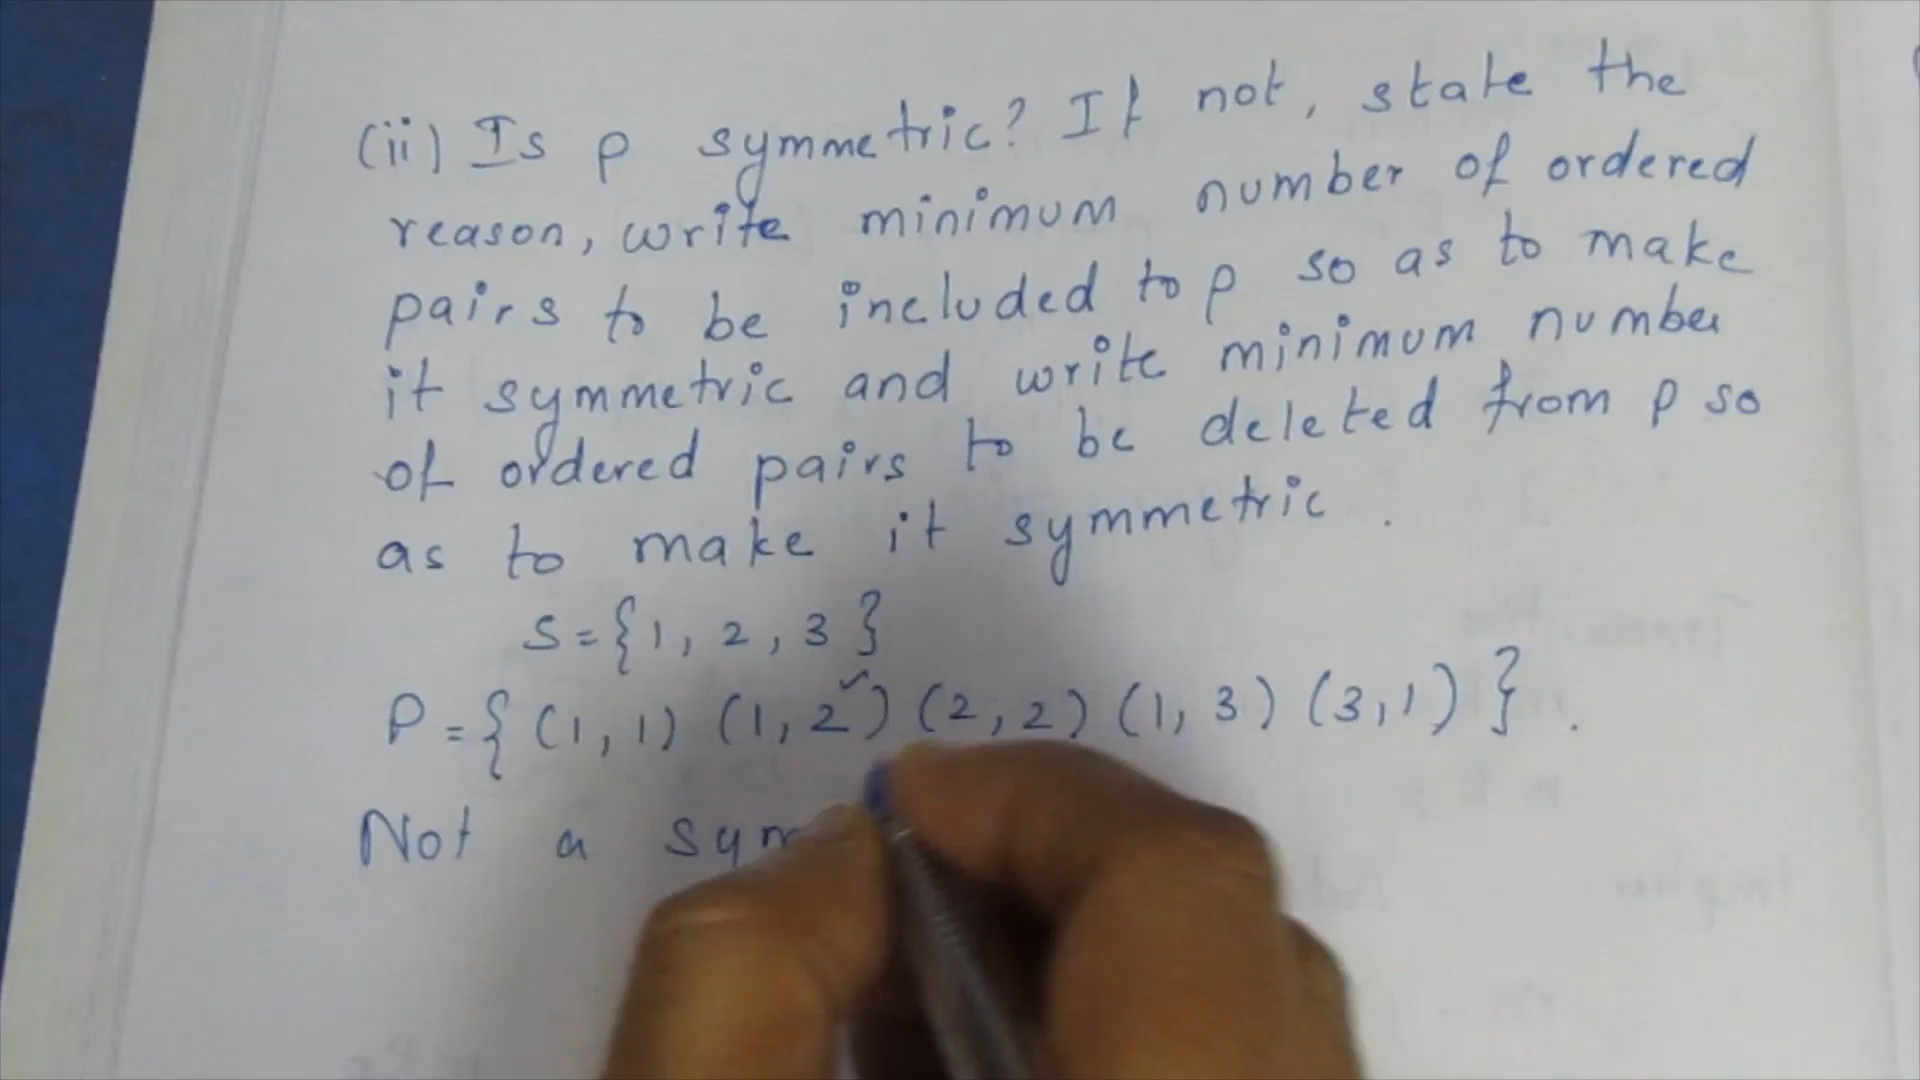 (ii) Is ρ symmetric? If not, state the
reason, write minimum number of ordered
pairs to be included to ρ so as to make
it symmetric and write minimum number
of ordered pairs to be deleted from ρ so
as to make it symmetric.
S={1, 2, 3}
ρ={(1,1) (1,2) (2,2) (1,3) (3,1)}.
Not a sym